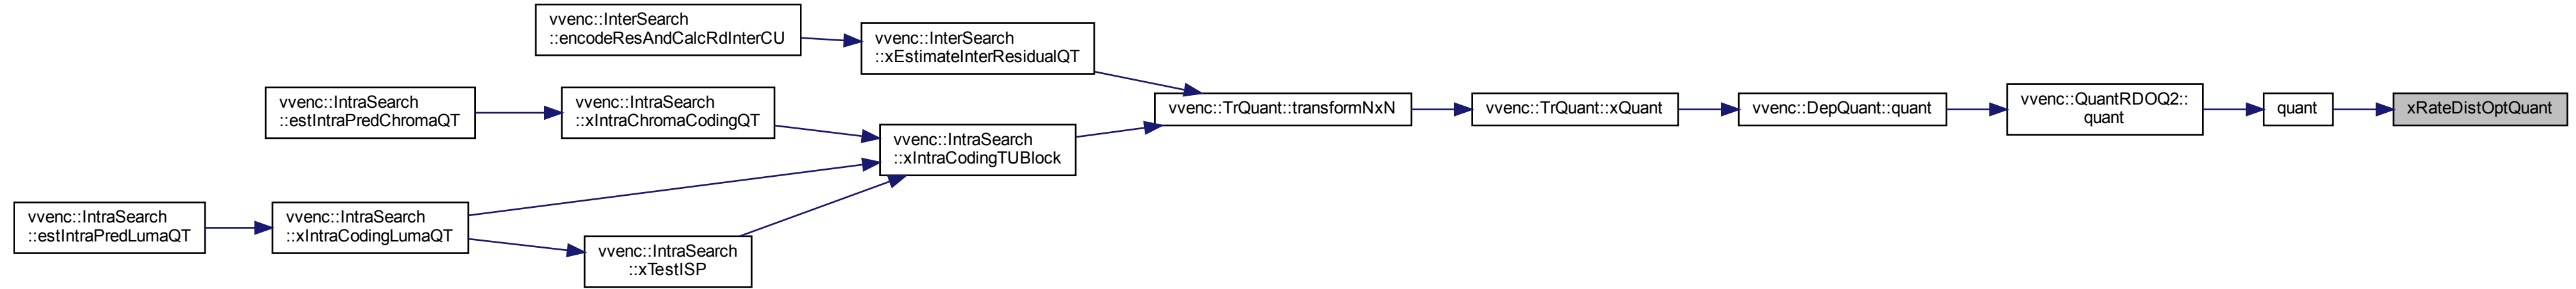 vvenc::InterSearch
::encodeResAndCalcRdInterCU
vvenc::InterSearch
::xEstimateInterResidualQT
vvenc::IntraSearch
::estIntraPredChromaQT
vvenc::IntraSearch
::xIntraChromaCodingQT
vvenc::IntraSearch
::xIntraCodingTUBlock
vvenc::TrQuant::transformNxN
vvenc::TrQuant::xQuant
vvenc::DepQuant::quant
vvenc::QuantRDOQ2::
quant
quant
xRateDistOptQuant
vvenc::IntraSearch
::estIntraPredLumaQT
vvenc::IntraSearch
::xIntraCodingLumaQT
vvenc::IntraSearch
::xTestISP